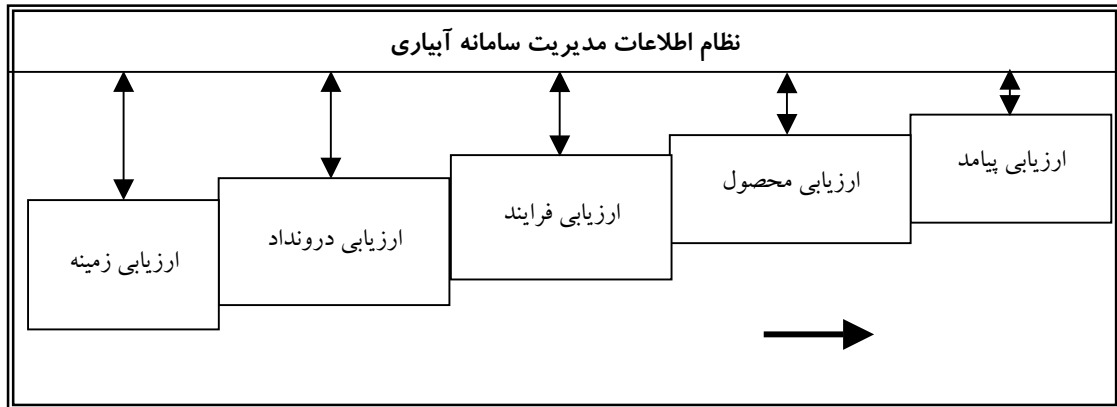 نظام اطلاعات مدیریت سامانه آبیاری
ارزیابی زمینه
ارزیابی درونداد
ارزیابی فرایند
ارزیابی محصول
ارزیابی پیامد